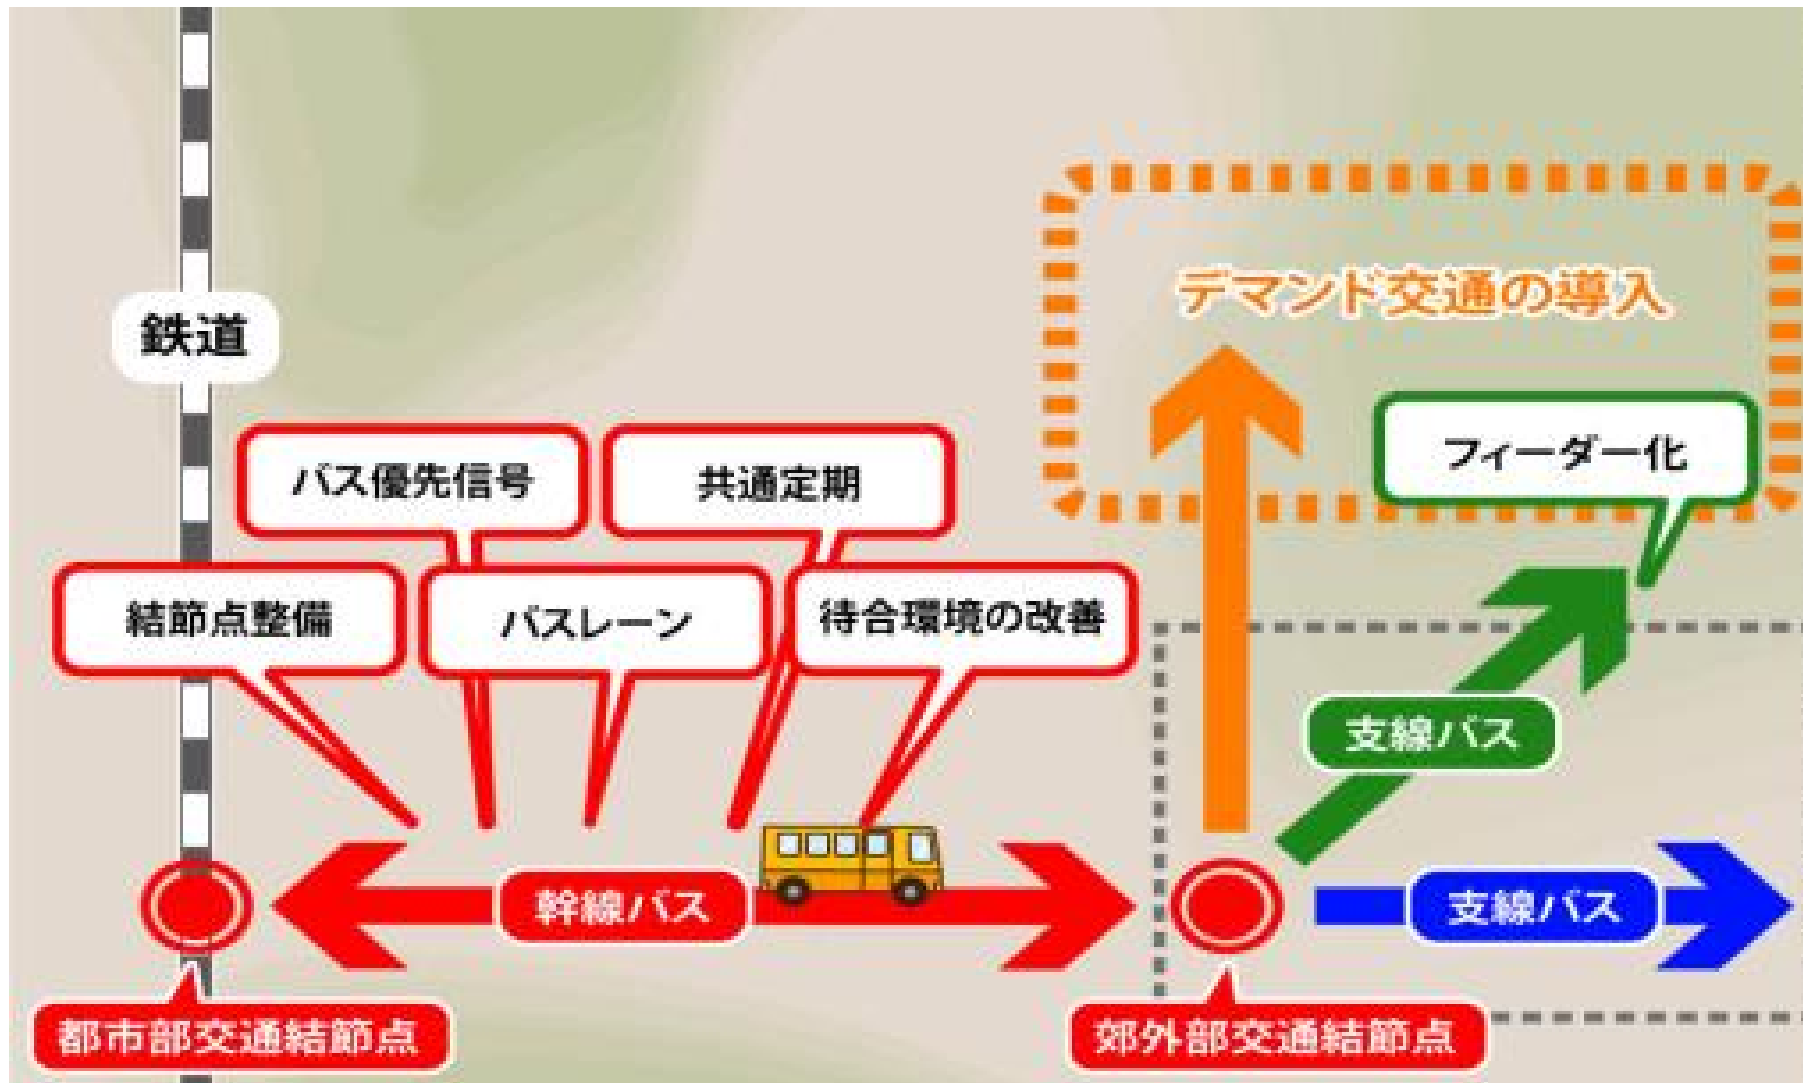 デマンド交通の導入
鉄道
フィーダー化
バス優先信号
共通定期
結節点整備
バスレーン
待合環境の改善
支線バス
幹線バス
支線バス
都市部交通結節点
郊外部交通結節点